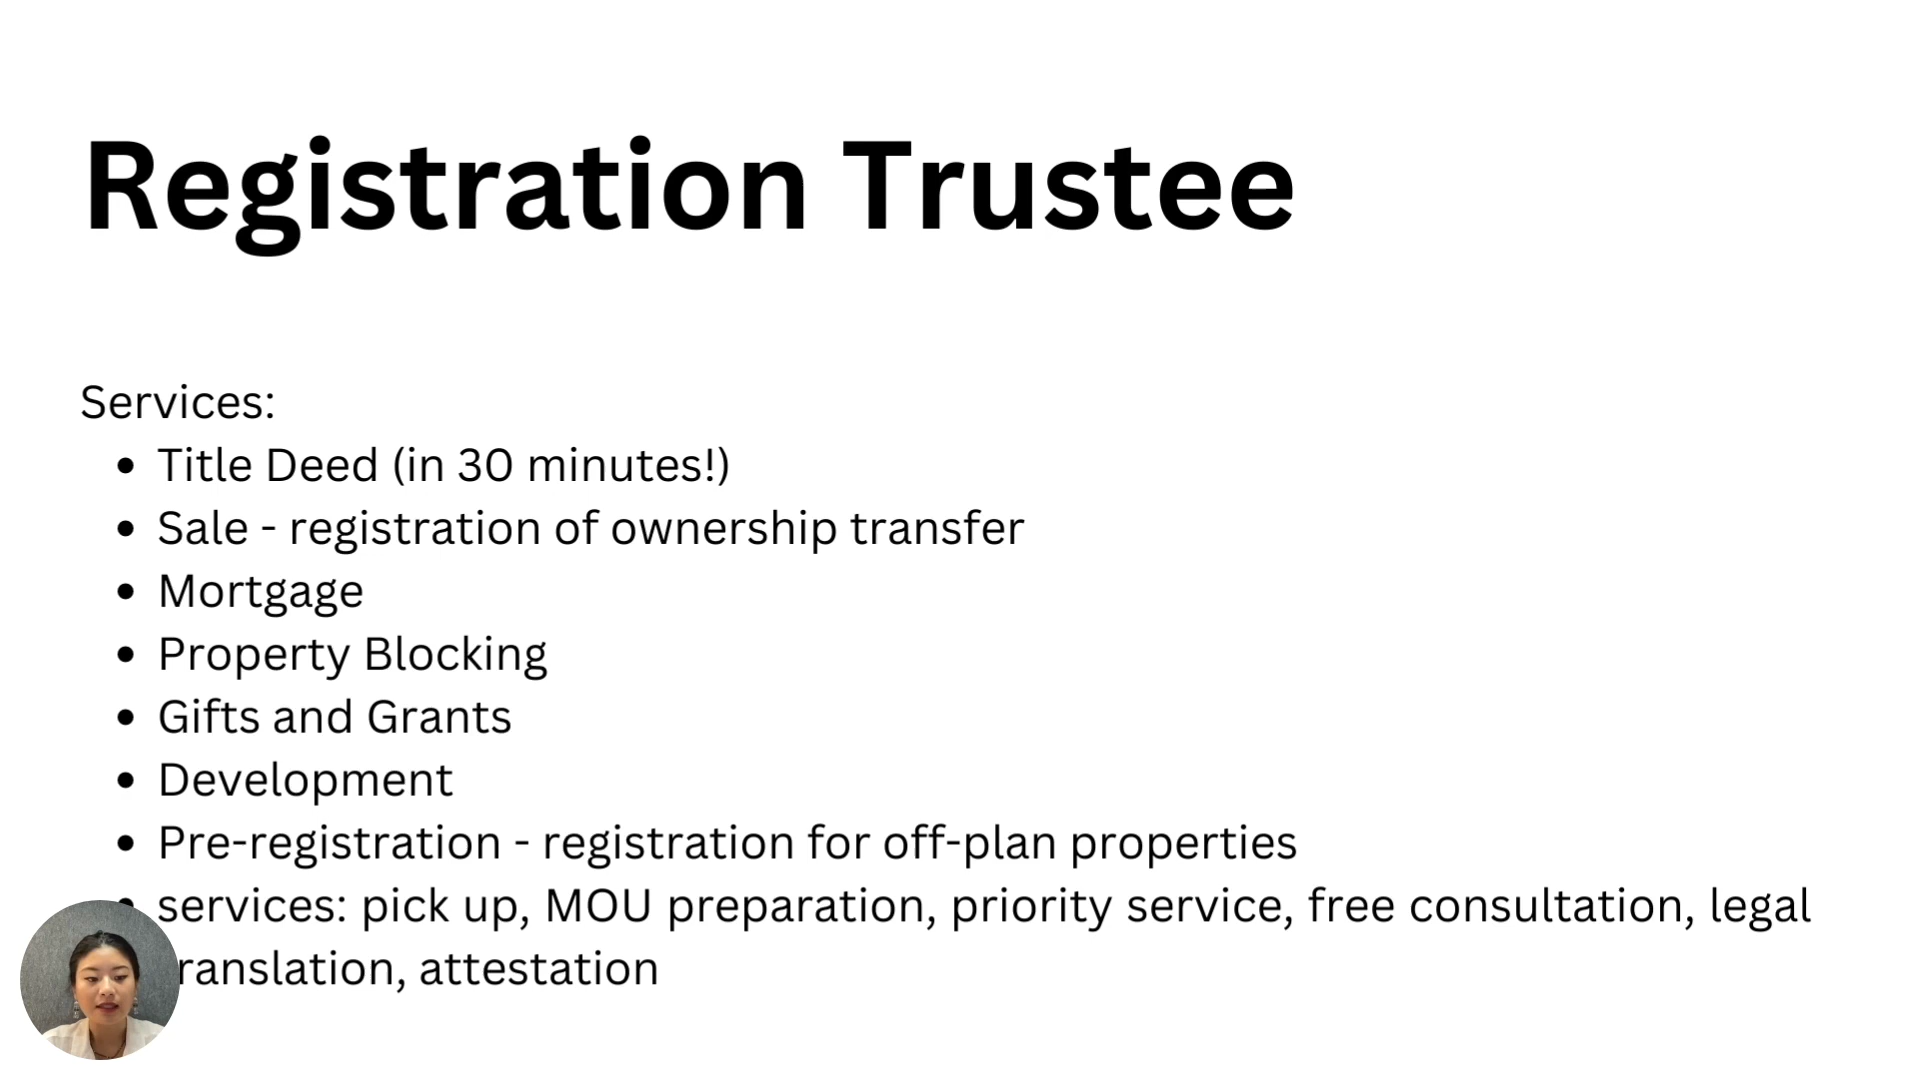 Registration Trustee
Services:
• Title Deed (in 30 minutes!)
• Sale - registration of ownership transfer
• Mortgage
• Property Blocking
• Gifts and Grants
• Development
• Pre-registration - registration for off-plan properties
• services: pick up, MOU preparation, priority service, free consultation, legal
ranslation, attestation